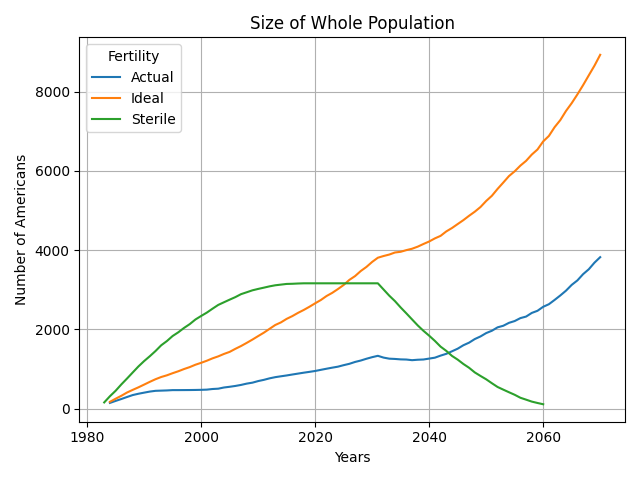 Size of Whole Population
Fertility
Actual
Ideal
Sterile
Number of Americans
8000
6000
4000
2000
0
1980
2000
2020
2040
2060
Years